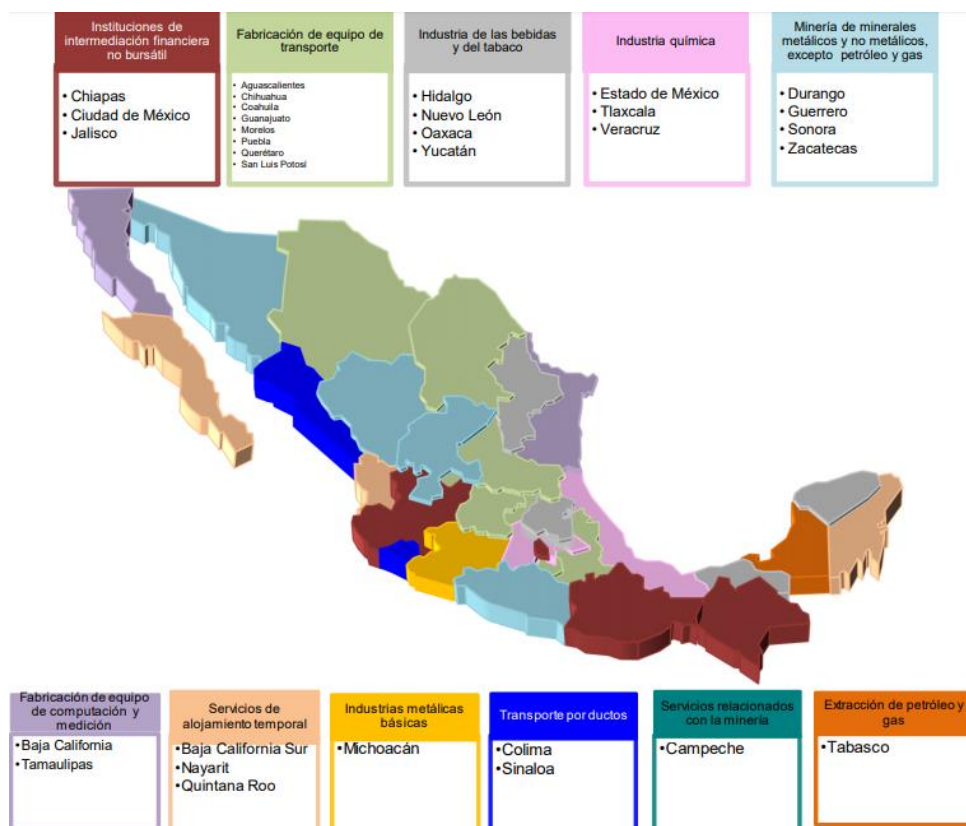 Instituciones de
intermediación financiera
no bursátil
• Chiapas
• Ciudad de México
• Jalisco
Fabricación de equipo de
transporte
• Aguascalientes
• Chihuahua
• Coahuila
• Guanajuato
• Morelos
• Puebla
• Querétaro
• San Luis Potosí
Industria de las bebidas
y del tabaco
• Hidalgo
• Nuevo León
• Oaxaca
• Yucatán
Industria química
• Estado de México
• Tlaxcala
• Veracruz
Minería de minerales
metálicos y no metálicos,
excepto petróleo y gas
• Durango
• Guerrero
• Sonora
• Zacatecas
Fabricación de equipo
de computación y
medición
•Baja California
•Tamaulipas
Servicios de
alojamiento temporal
•Baja California Sur
•Nayarit
•Quintana Roo
Industrias metálicas
básicas
•Michoacán
Transporte por ductos
•Colima
•Sinaloa
Servicios relacionados
con la minería
•Campeche
Extracción de petróleo y
gas
•Tabasco